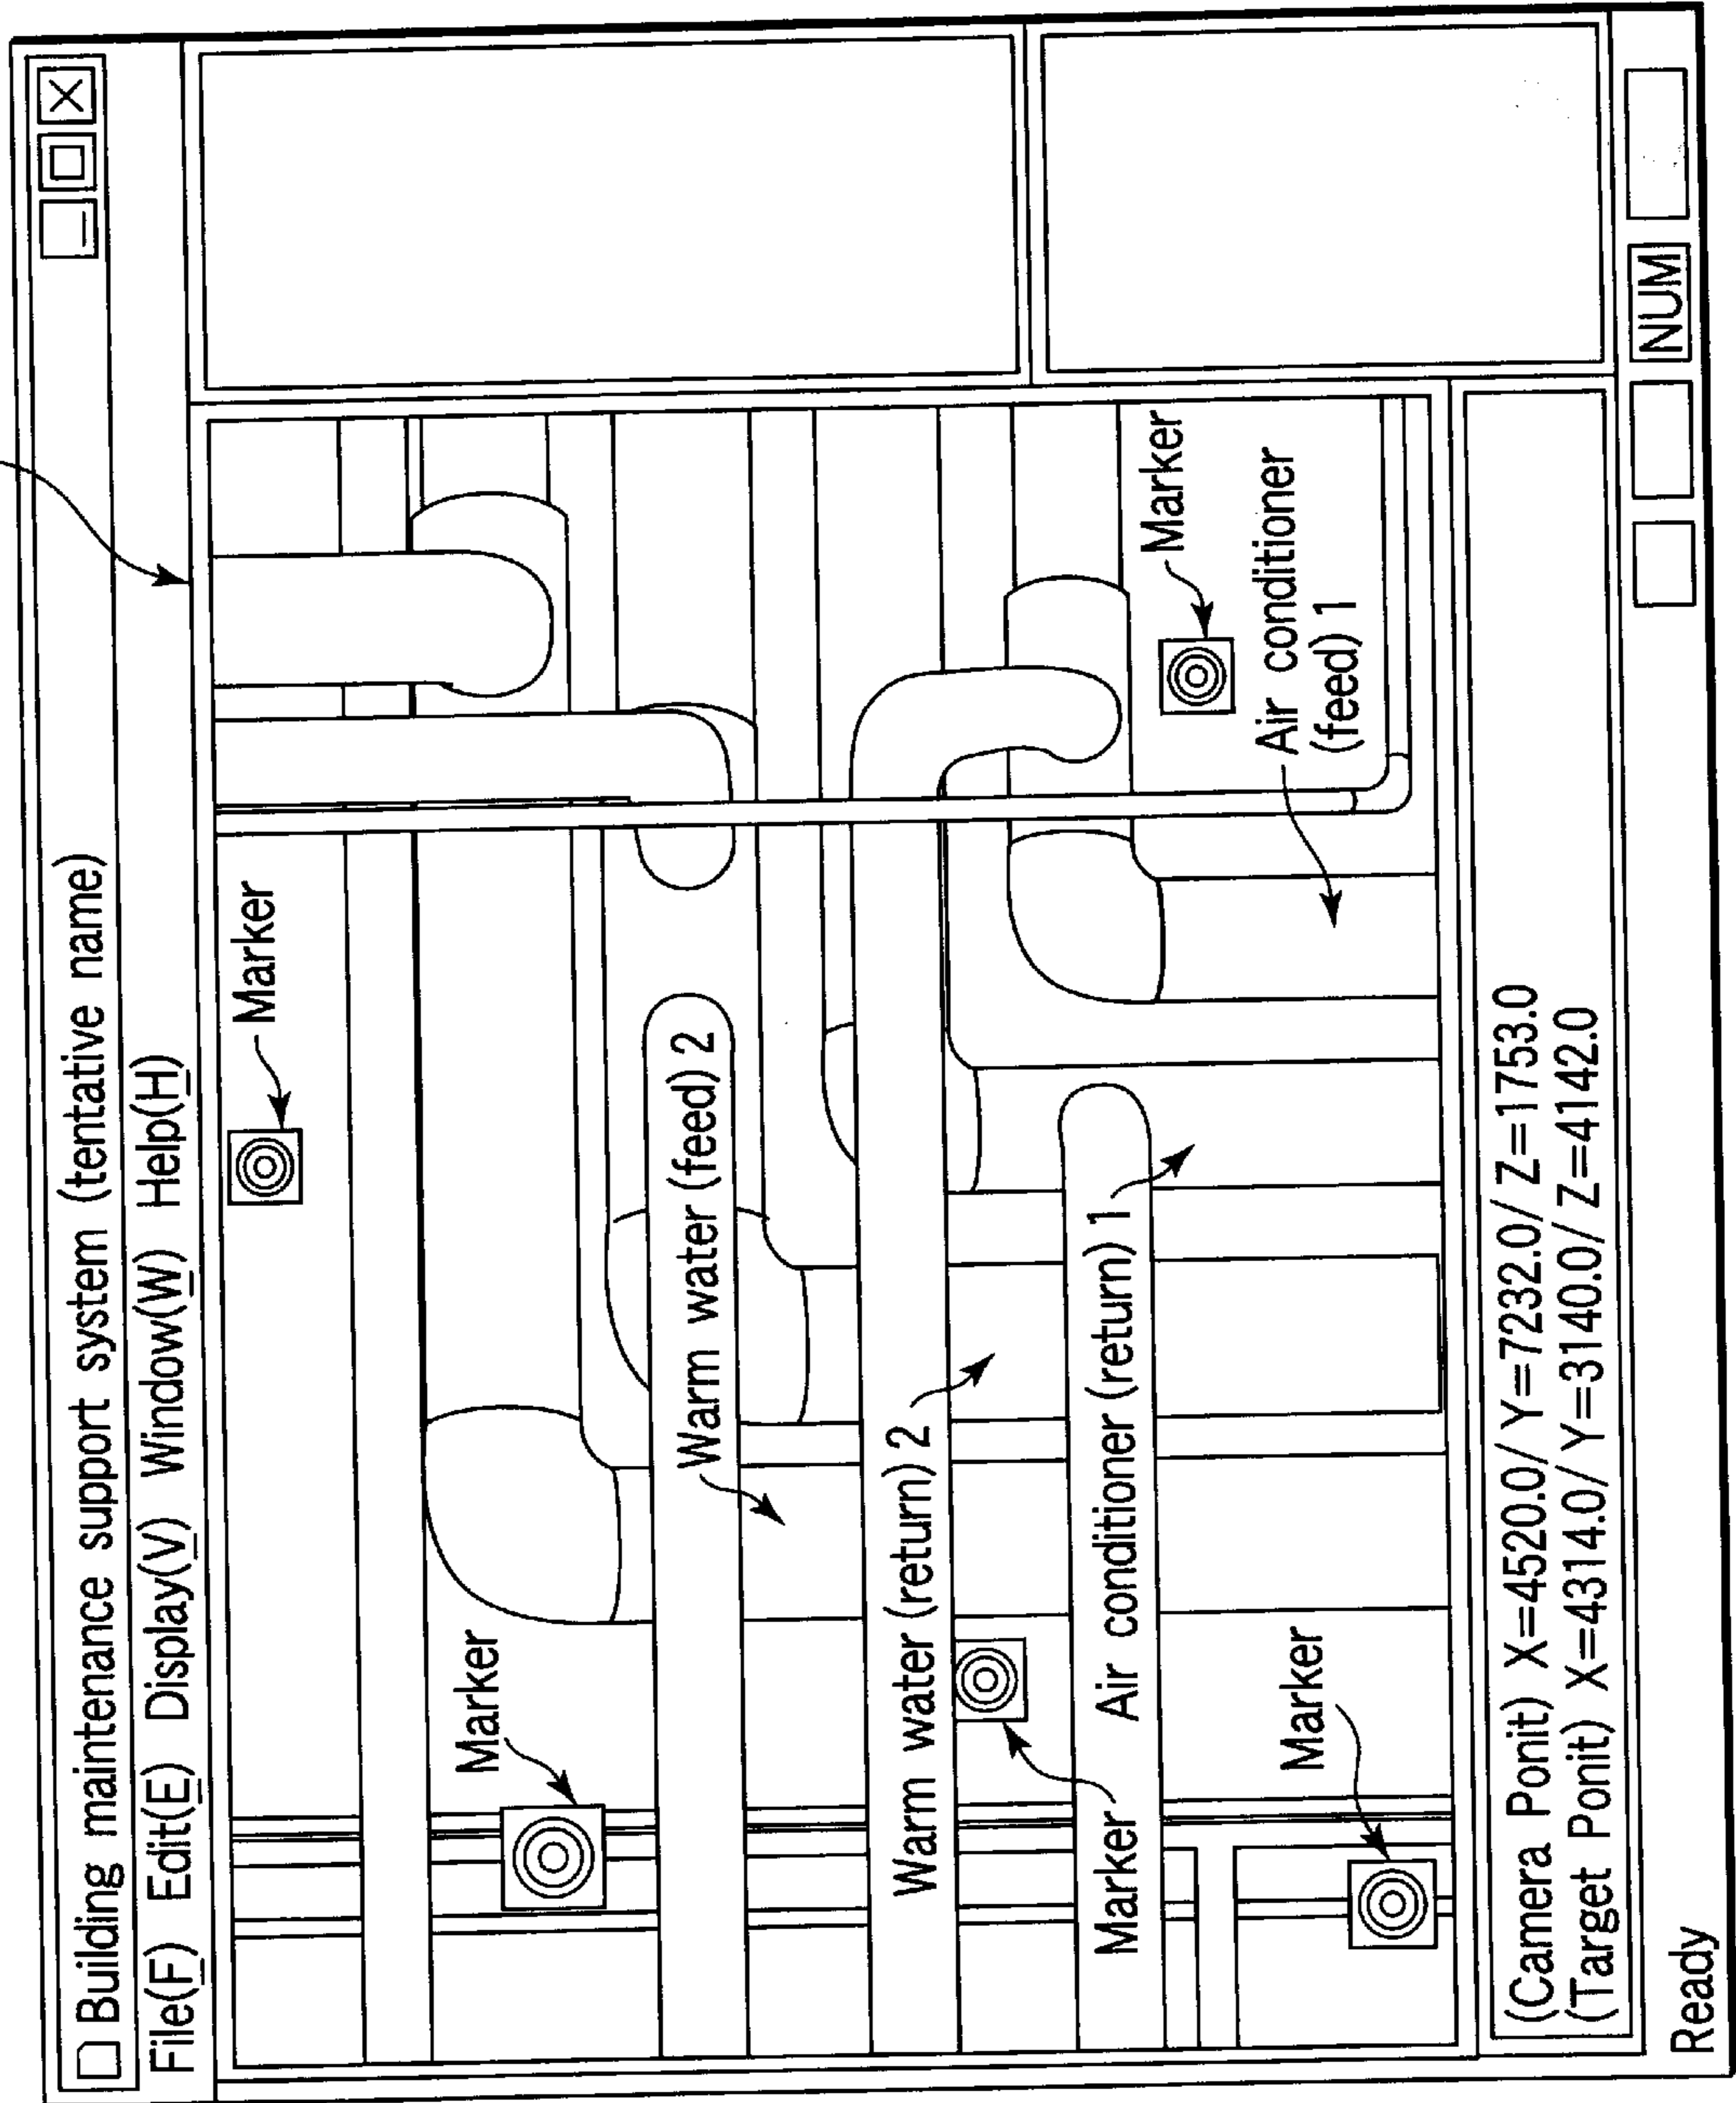 Building maintenance support system (tentative name)
File(F) Edit(E) Display(V) Window(W) Help(H)
Marker
Marker
Warm water (feed) 2
Warm water (return) 2
Marker
Air conditioner (return) 1
Marker
Air conditioner
(feed) 1
Marker
(Camera Ponit) X=4520.0/ Y=7232.0/ Z=1753.0
(Target Ponit) X=4314.0/ Y=3140.0/ Z=4142.0
Ready
NUM